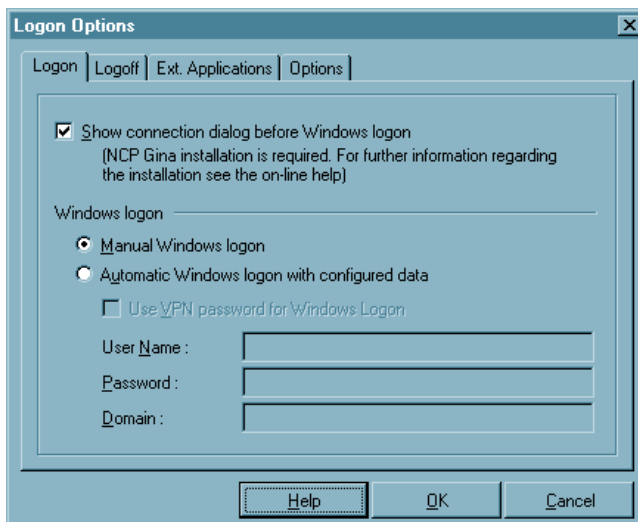 Logon Options
Logon Logoff Ext. Applications Options
Show connection dialog before Windows logon
(NCP Gina installation is required. For further information regarding
the installation see the on-line help)
Windows logon
Manual Windows logon
Automatic Windows logon with configured data
Use VPN password for Windows Logon
User Name :
Password :
Domain :
Help OK Cancel